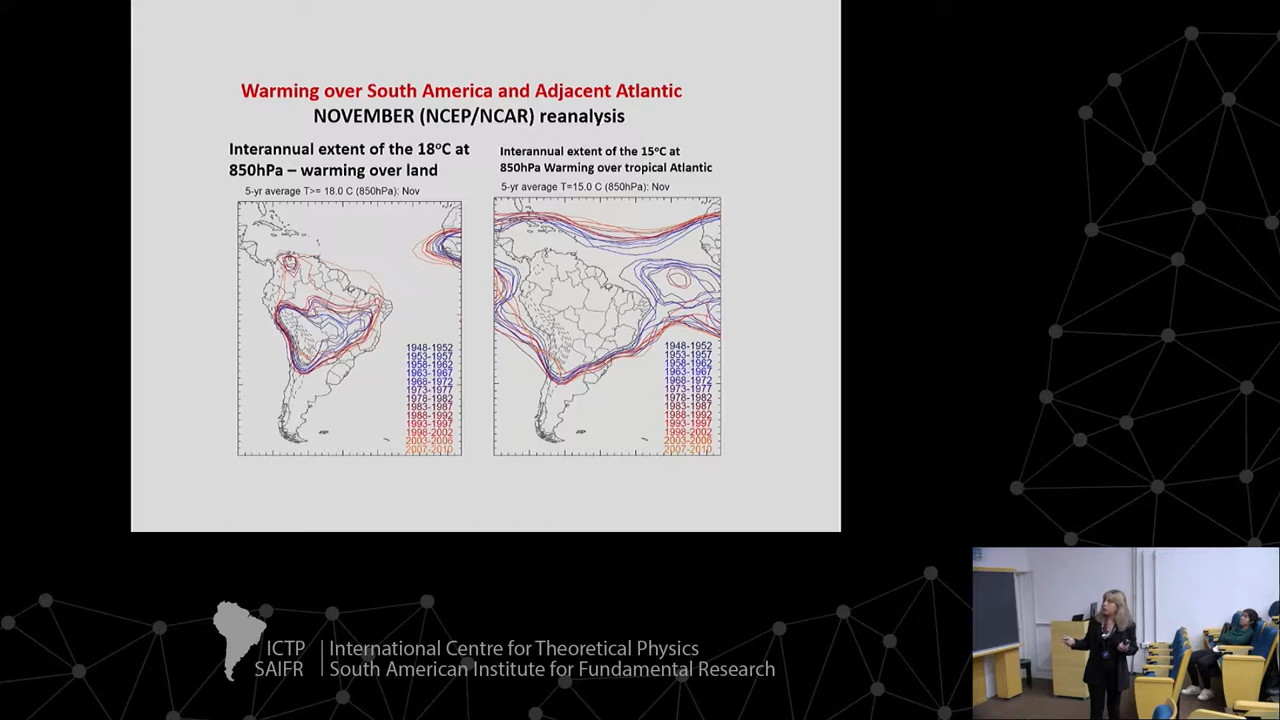 Warming over South America and Adjacent Atlantic
NOVEMBER (NCEP/NCAR) reanalysis
Interannual extent of the 18ºC at
850hPa – warming over land
5-yr average T>= 18.0 C (850hPa): Nov
1948-1952
1953-1957
1958-1962
1963-1967
1968-1972
1973-1977
1978-1982
1983-1987
1988-1992
1993-1997
1998-2002
2003-2006
2007-2010
Interannual extent of the 15ºC at
850hPa Warming over tropical Atlantic
5-yr average T=15.0 C (850hPa): Nov
1948-1952
1953-1957
1958-1962
1963-1967
1968-1972
1973-1977
1978-1982
1983-1987
1988-1992
1993-1997
1998-2002
2003-2006
2007-2010
ICTP
SAIFR
International Centre for Theoretical Physics
South American Institute for Fundamental Research